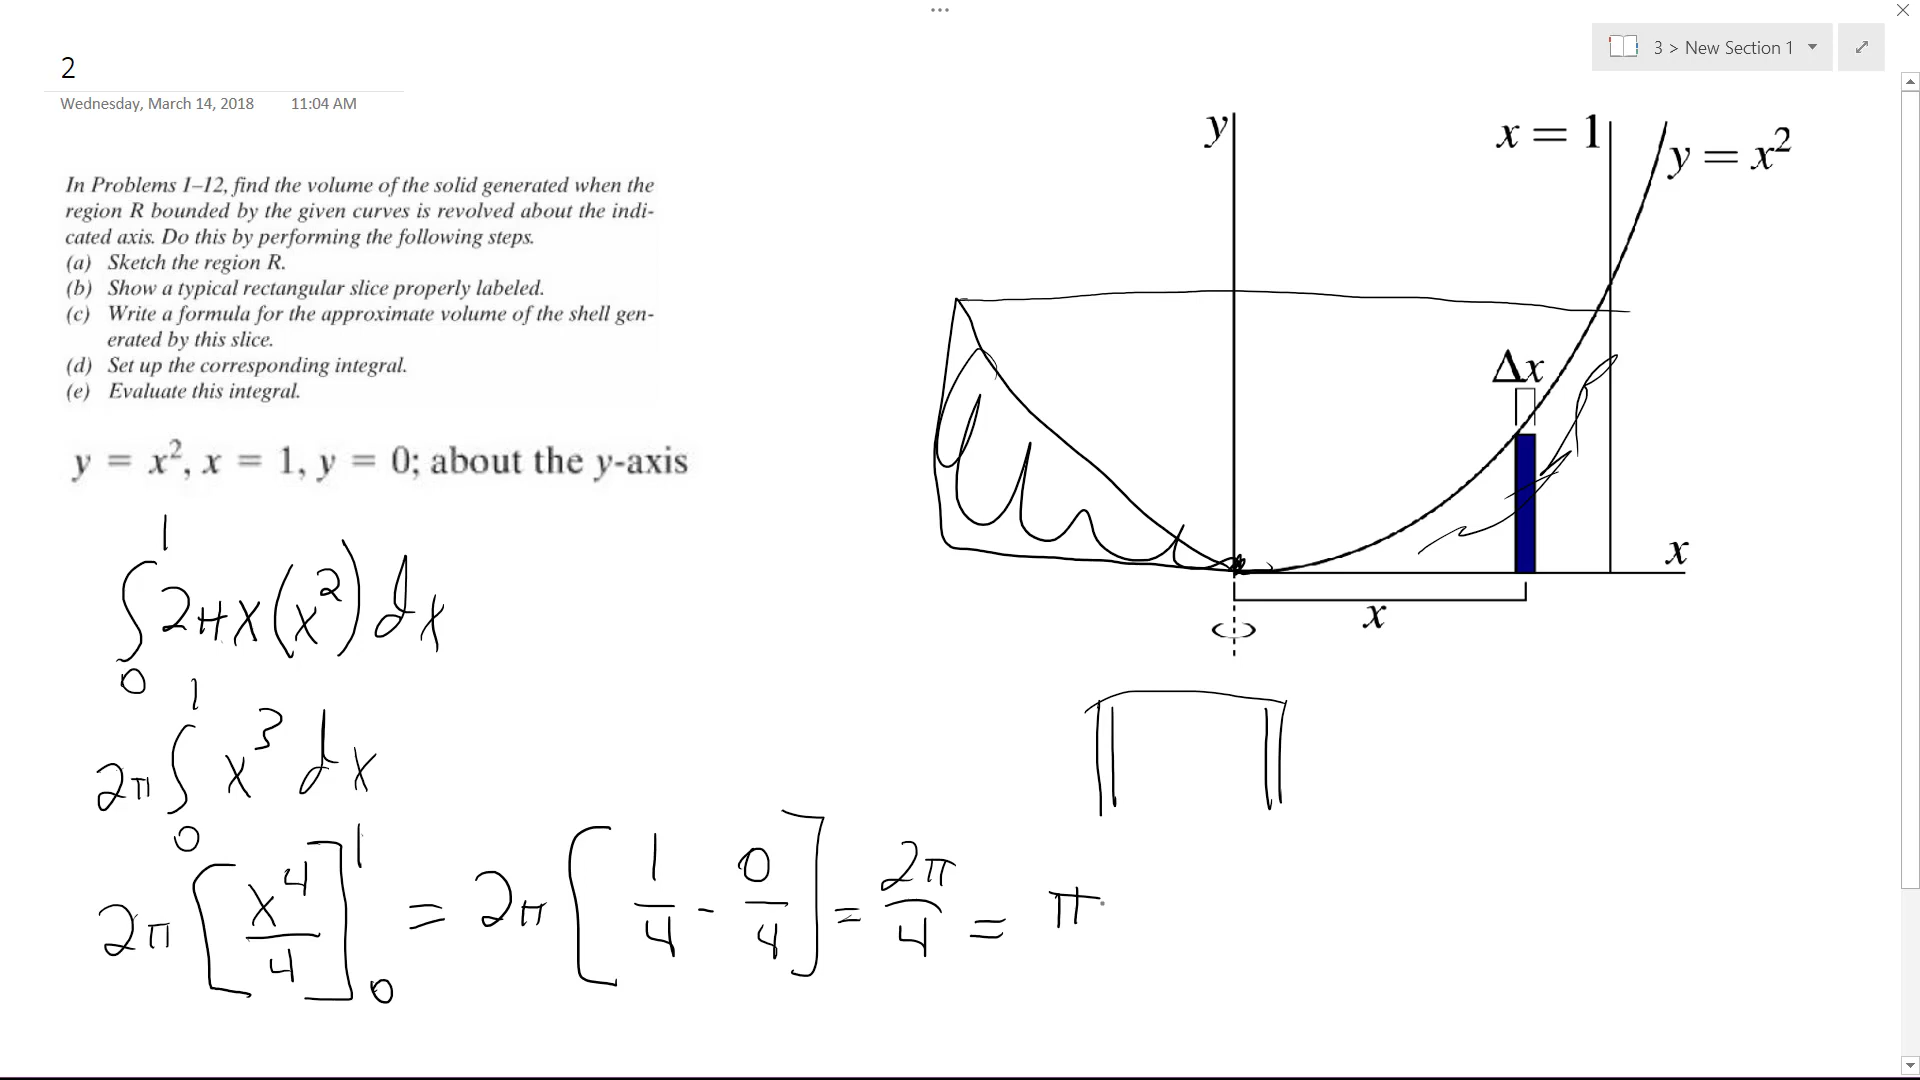 3 > New Section 1
2
Wednesday, March 14, 2018 11:04 AM
In Problems 1–12, find the volume of the solid generated when the
region R bounded by the given curves is revolved about the indi-
cated axis. Do this by performing the following steps.
(a) Sketch the region R.
(b) Show a typical rectangular slice properly labeled.
(c) Write a formula for the approximate volume of the shell gen-
erated by this slice.
(d) Set up the corresponding integral.
(e) Evaluate this integral.
y = x², x = 1, y = 0; about the y-axis
y
x = 1
y = x²
Δx
x
x
∫₀¹ 2πx(x²)dx
2π ∫₀¹ x³ dx
2π [x⁴/4]₀¹ = 2π [1/4 - 0/4] = 2π/4 = π